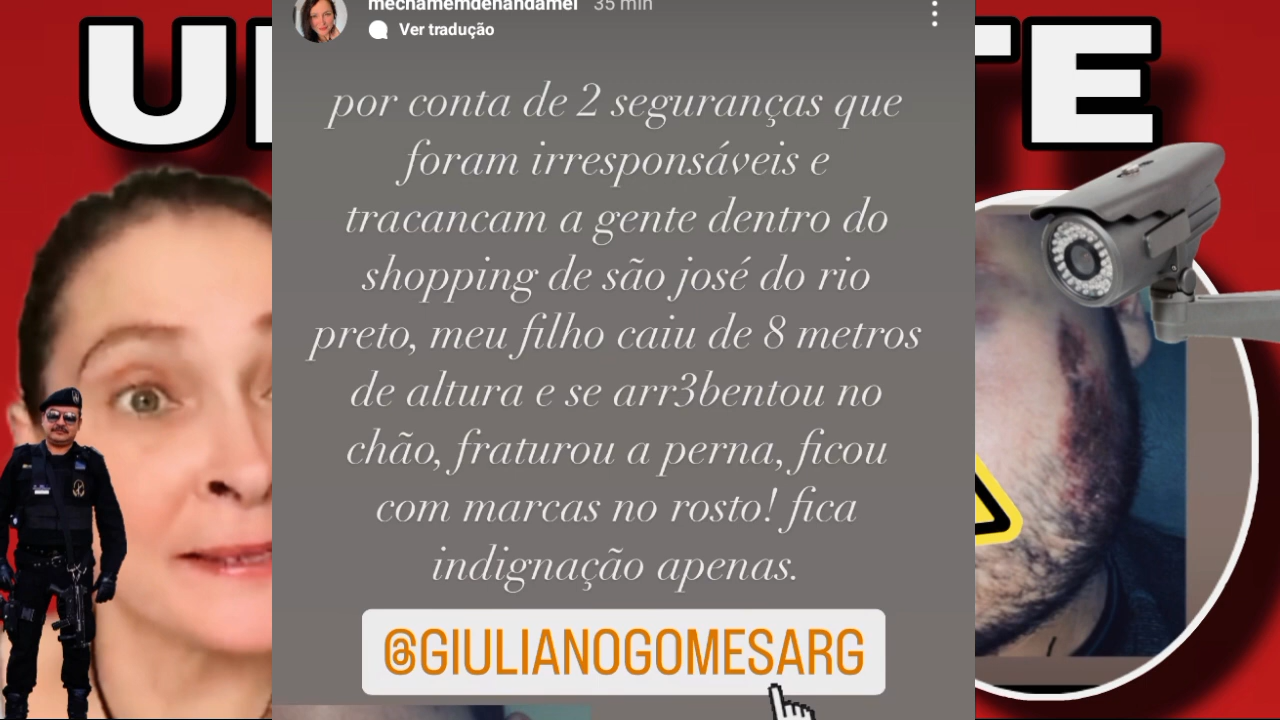 mechamemdenandamel 35 min
Ver tradução
por conta de 2 seguranças que
foram irresponsáveis e
tracancam a gente dentro do
shopping de são josé do rio
preto, meu filho caiu de 8 metros
de altura e se arr3bentou no
chão, fraturou a perna, ficou
com marcas no rosto! fica
indignação apenas.
@GIULIANOGOMESARG